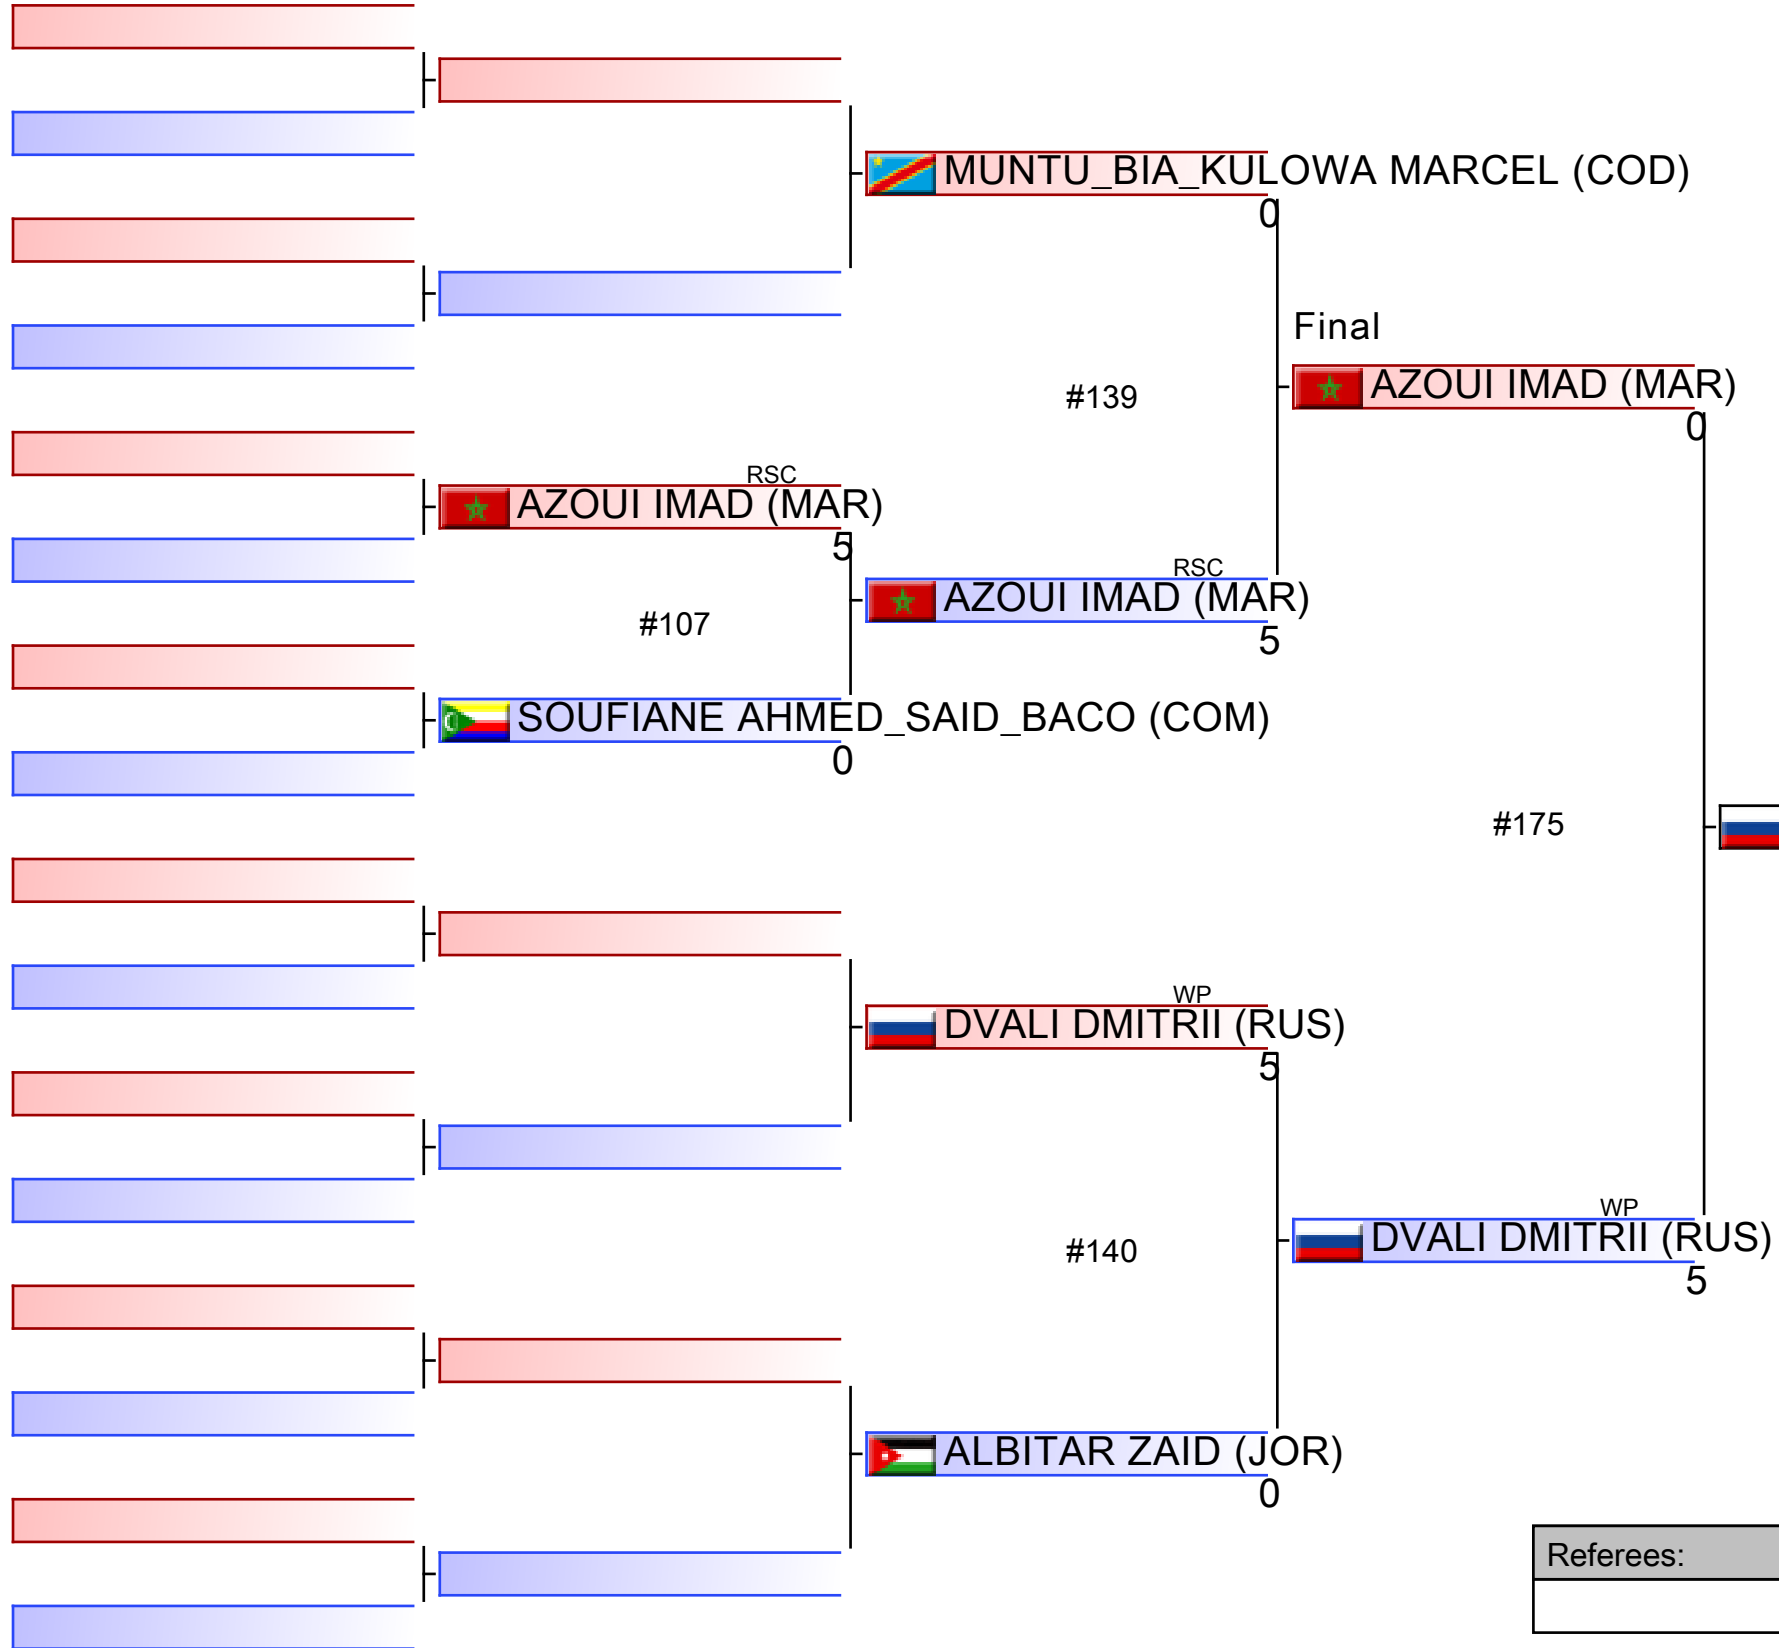 MUNTU_BIA_KULOWA MARCEL (COD)
0
Final
#139
AZOUI IMAD (MAR)
0
RSC
AZOUI IMAD (MAR)
5
RSC
AZOUI IMAD (MAR)
5
#107
SOUFIANE AHMED_SAID_BACO (COM)
0
#175
WP
DVALI DMITRII (RUS)
5
WP
DVALI DMITRII (RUS)
5
#140
ALBITAR ZAID (JOR)
0
Referees: